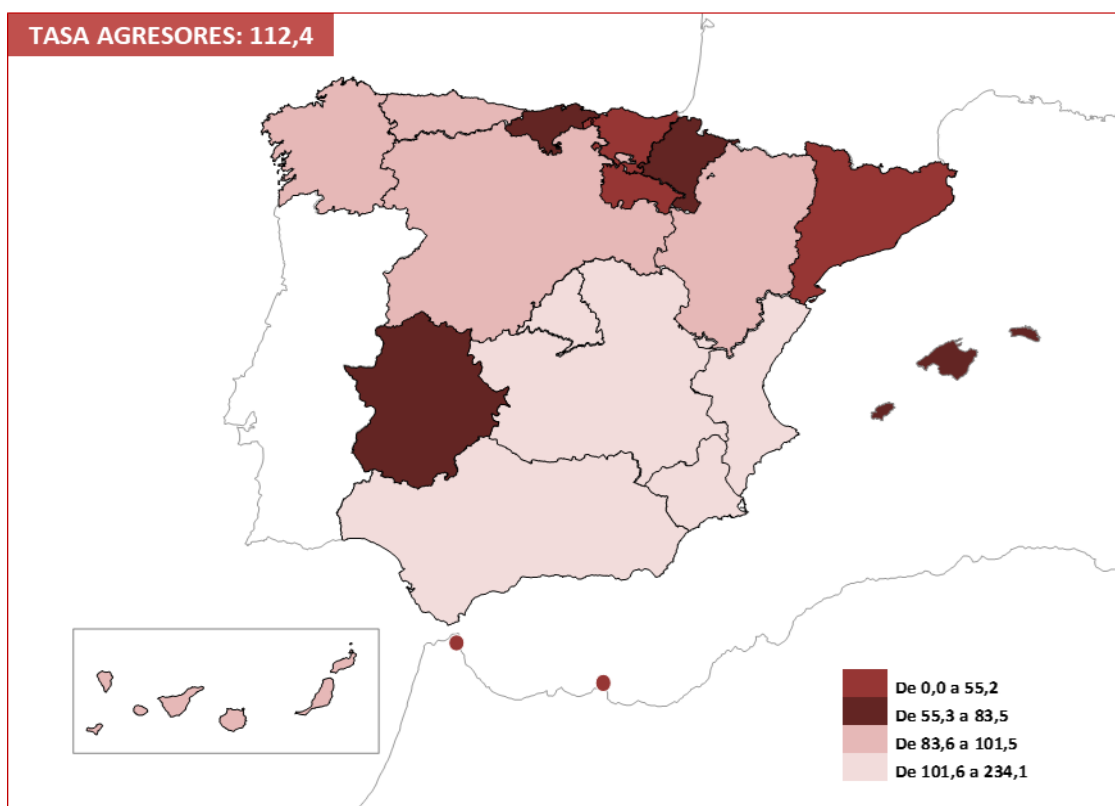 TASA AGRESORES: 112,4
De 0,0 a 55,2
De 55,3 a 83,5
De 83,6 a 101,5
De 101,6 a 234,1